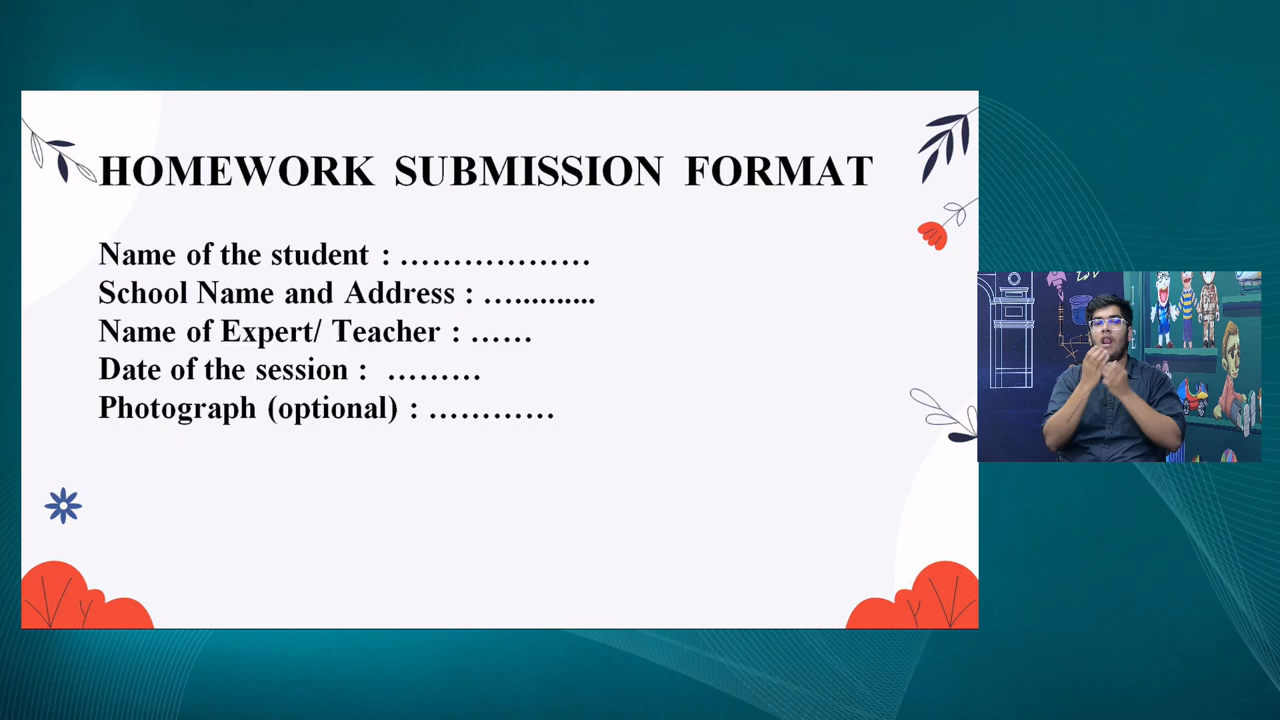 HOMEWORK SUBMISSION FORMAT
Name of the student : ………………
School Name and Address : …..........
Name of Expert/ Teacher : ……
Date of the session : ………
Photograph (optional) : …………